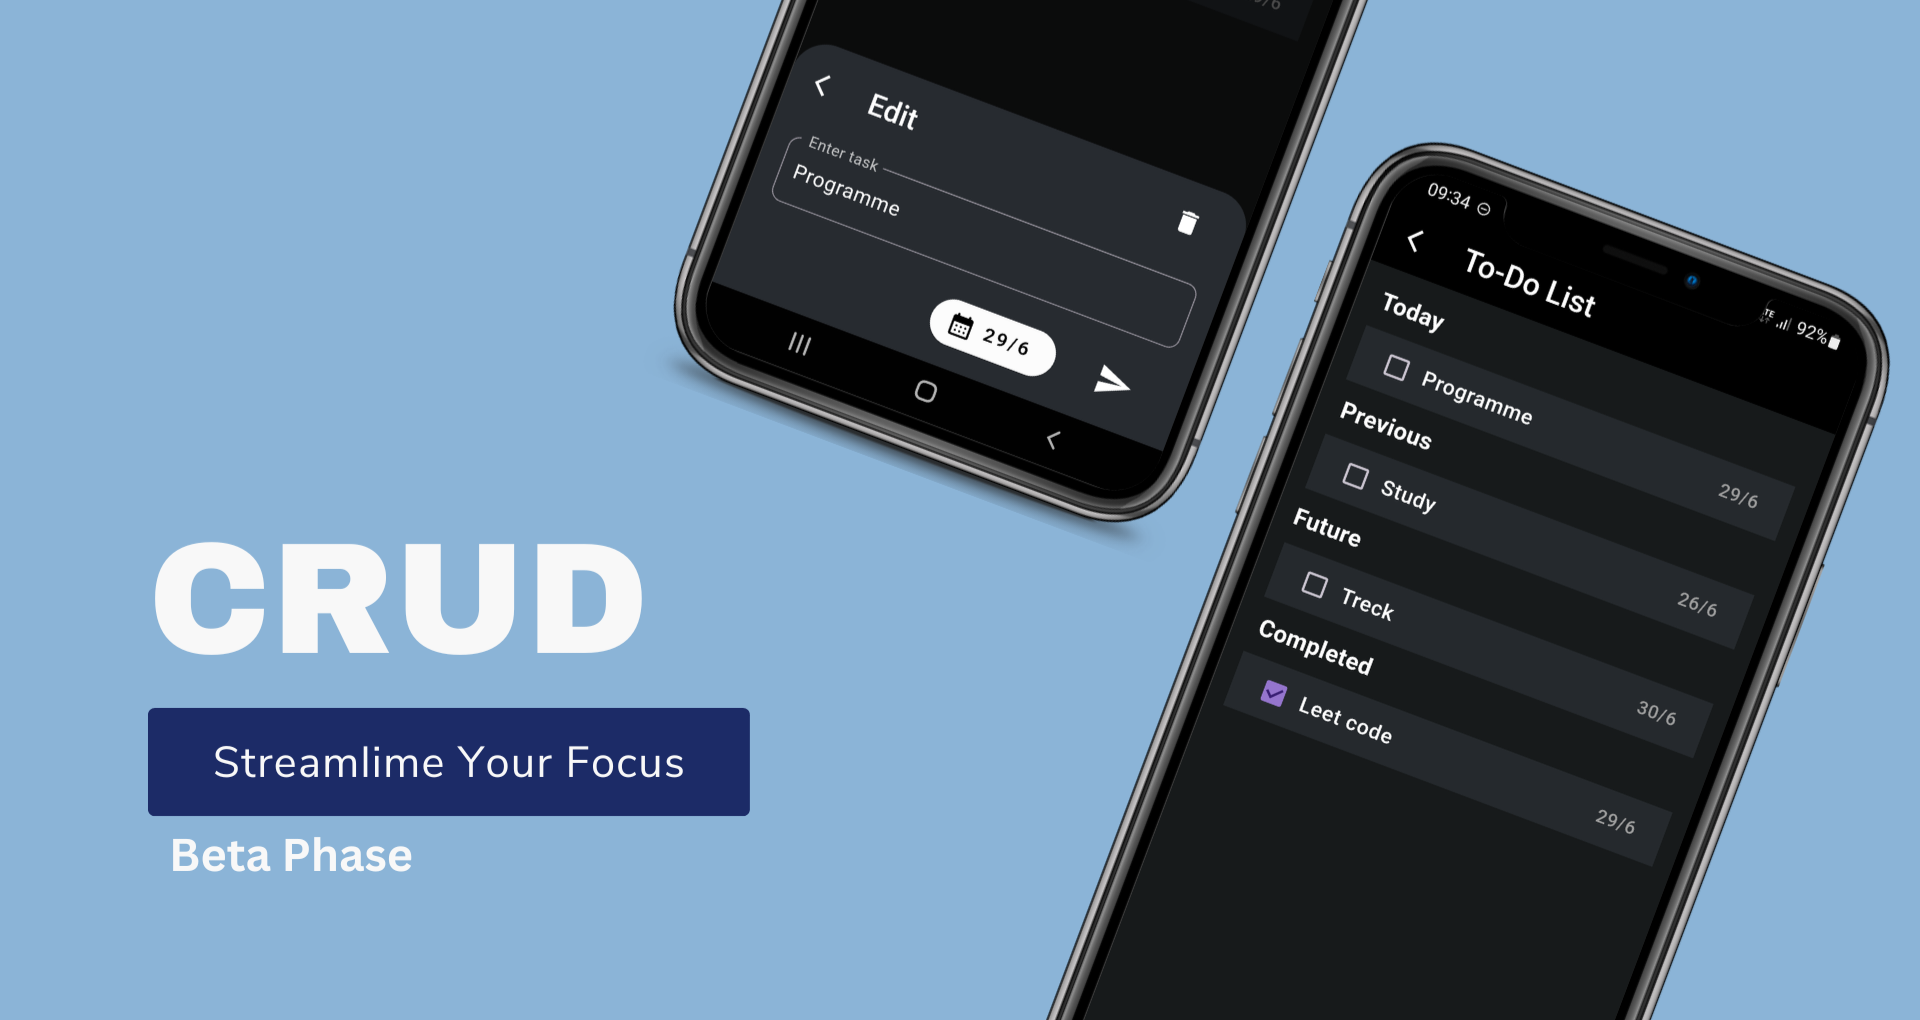 Edit
Enter task
Programme
29/6
09:34
92%
To-Do List
Today
Programme
29/6
Previous
Study
26/6
Future
Treck
30/6
Completed
Leet code
29/6
CRUD
Streamlime Your Focus
Beta Phase